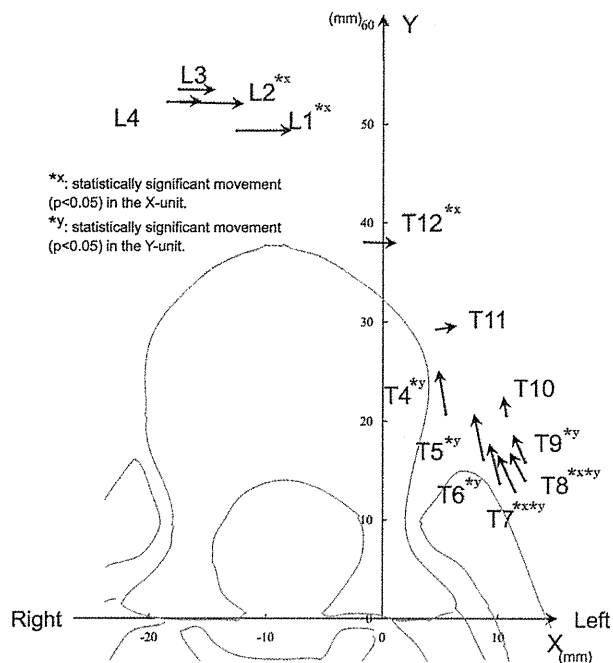 (mm) 60 Y
L3
L2*x
L4
L1*x
50
*x: statistically significant movement
(p<0.05) in the X-unit.
*y: statistically significant movement
(p<0.05) in the Y-unit.
40
T12*x
30
T11
T4*y
T10
20
T5*y
T9*y
T6*y
T8*x*y
T7*x*y
10
Right
0
Left
-20 -10 0 10 X(mm)